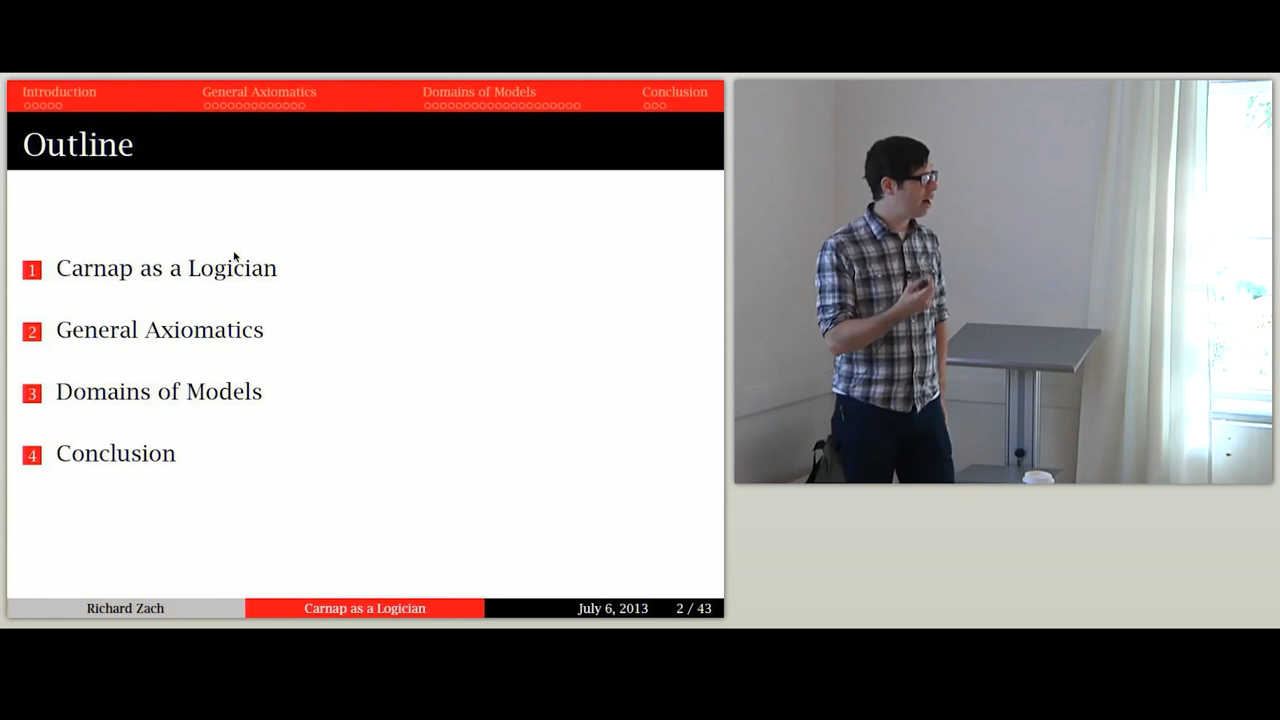 Introduction General Axiomatics Domains of Models Conclusion
Outline
1 Carnap as a Logician
2 General Axiomatics
3 Domains of Models
4 Conclusion
Richard Zach Carnap as a Logician July 6, 2013 2 / 43